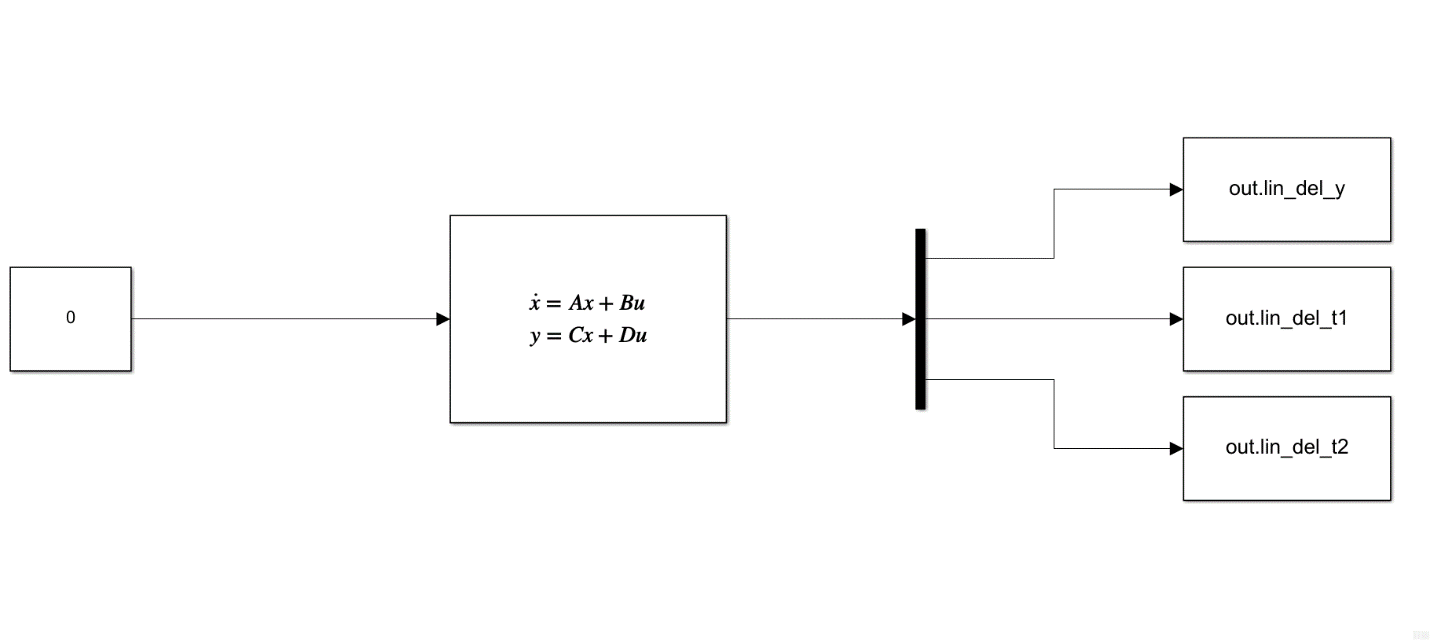 0
ẋ = Ax + Bu
y = Cx + Du
out.lin_del_y
out.lin_del_t1
out.lin_del_t2